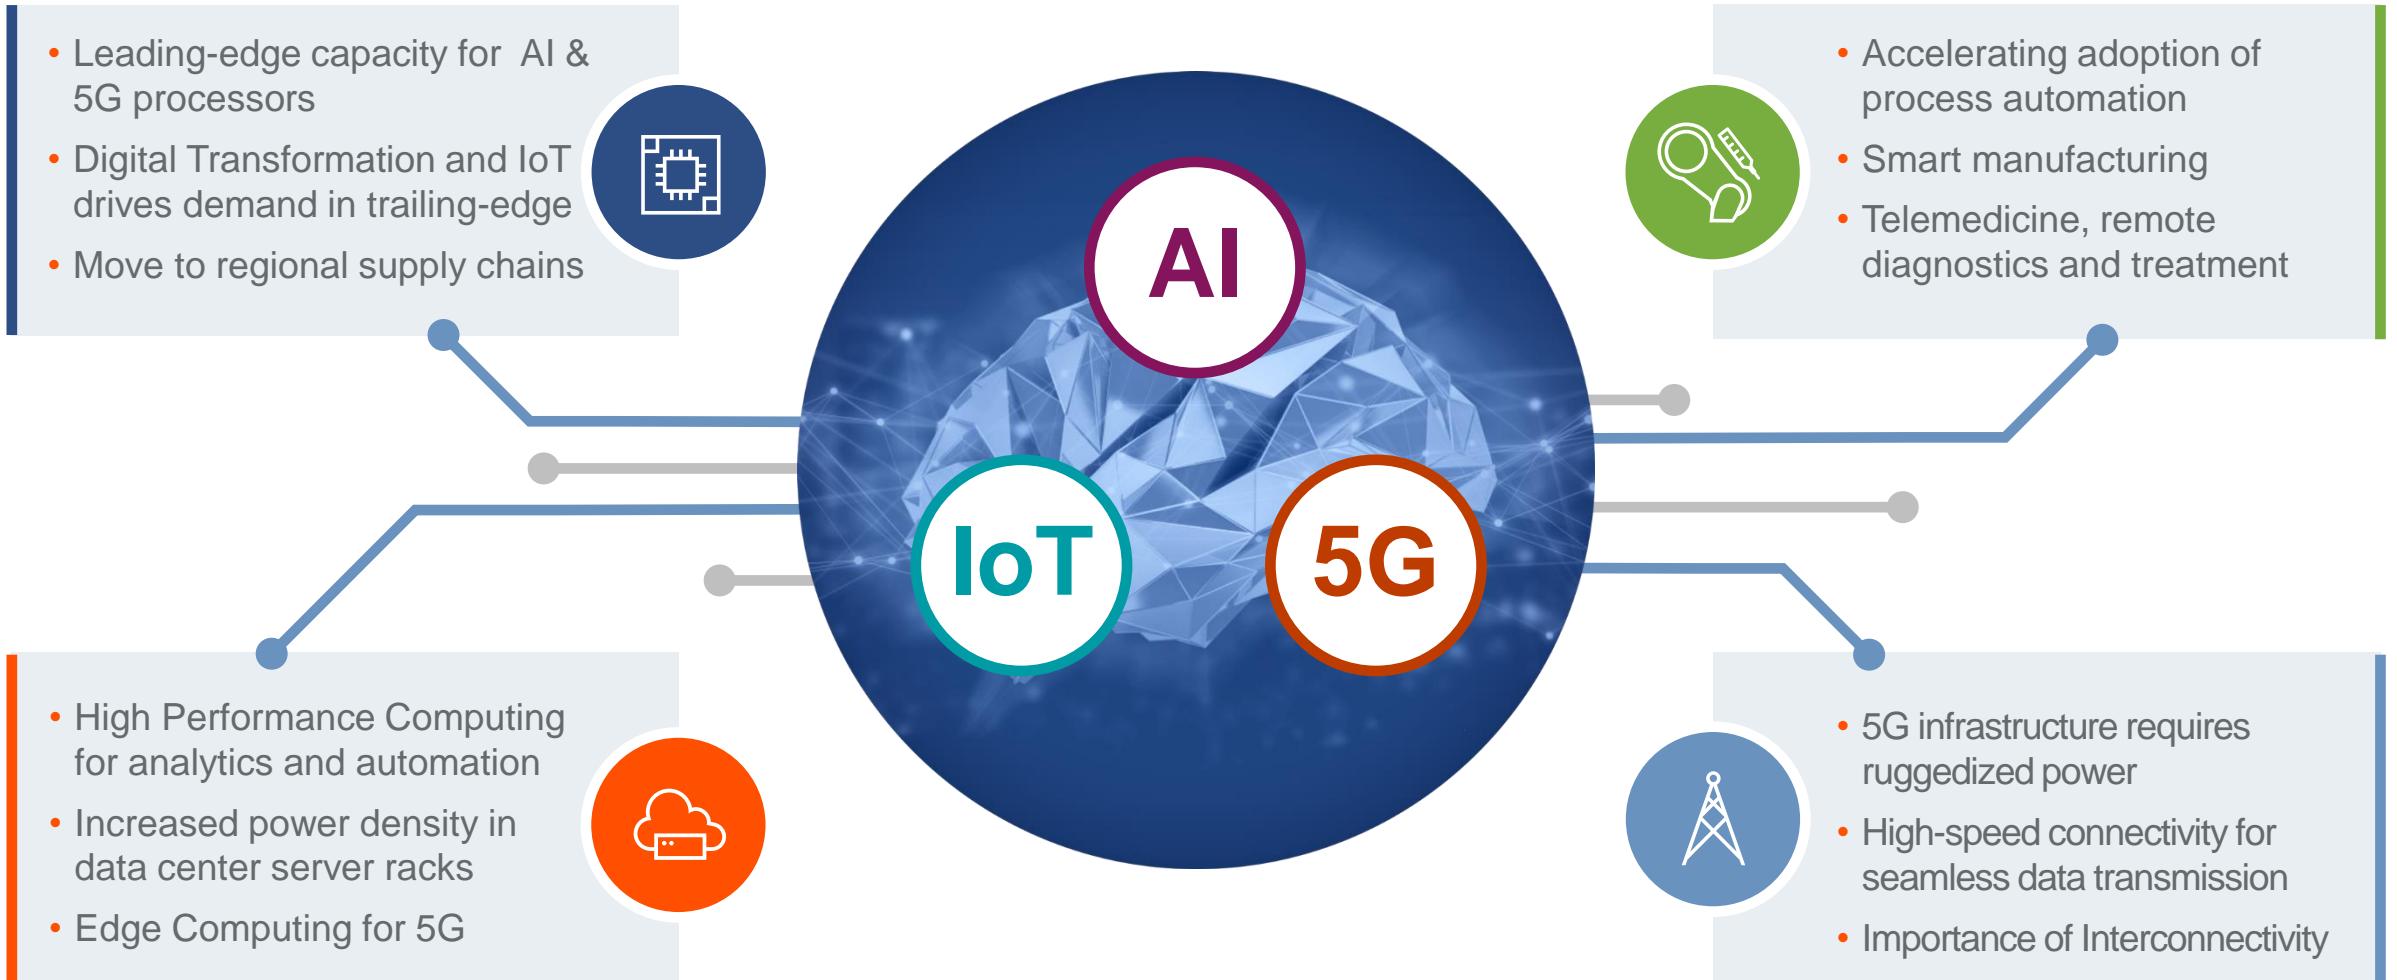 • Leading-edge capacity for AI &
5G processors
• Digital Transformation and IoT
drives demand in trailing-edge
• Move to regional supply chains
AI
IoT
5G
• Accelerating adoption of
process automation
• Smart manufacturing
• Telemedicine, remote
diagnostics and treatment
• High Performance Computing
for analytics and automation
• Increased power density in
data center server racks
• Edge Computing for 5G
• 5G infrastructure requires
ruggedized power
• High-speed connectivity for
seamless data transmission
• Importance of Interconnectivity